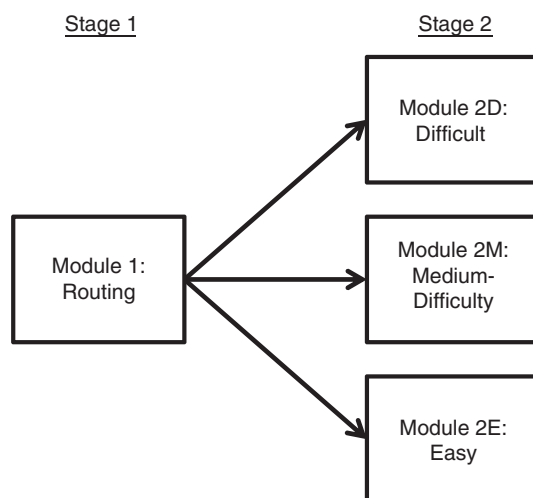 Stage 1
Stage 2
Module 2D:
Difficult
Module 1:
Routing
Module 2M:
Medium-
Difficulty
Module 2E:
Easy